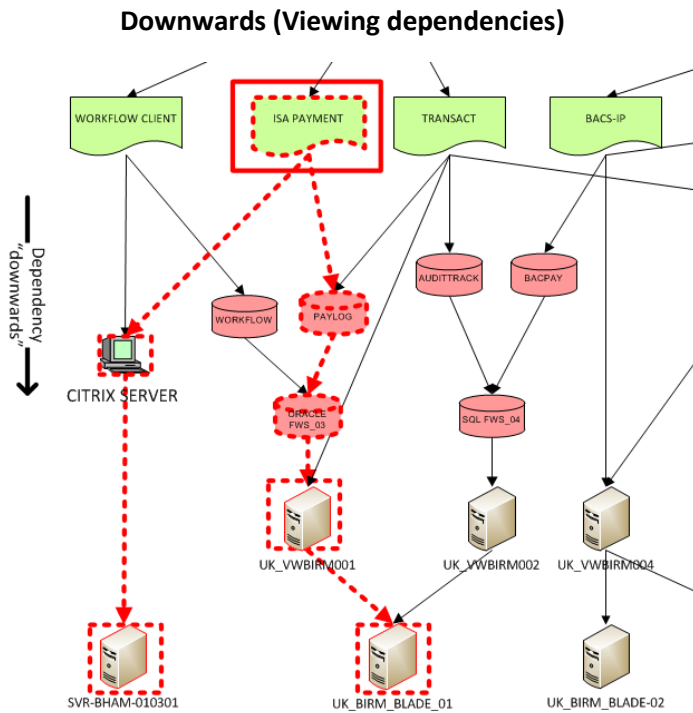 Downwards (Viewing dependencies)
WORKFLOW CLIENT
ISA PAYMENT
TRANSACT
BACS-IP
Dependency
"downwards"
AUDITTRACK
BACPAY
WORKFLOW
PAYLOG
CITRIX SERVER
ORACLE
FWS_03
SQL FWS_04
UK_VWBIRM001
UK_VWBIRM002
UK_VWBIRM004
SVR-BHAM-010301
UK_BIRM_BLADE_01
UK_BIRM_BLADE-02